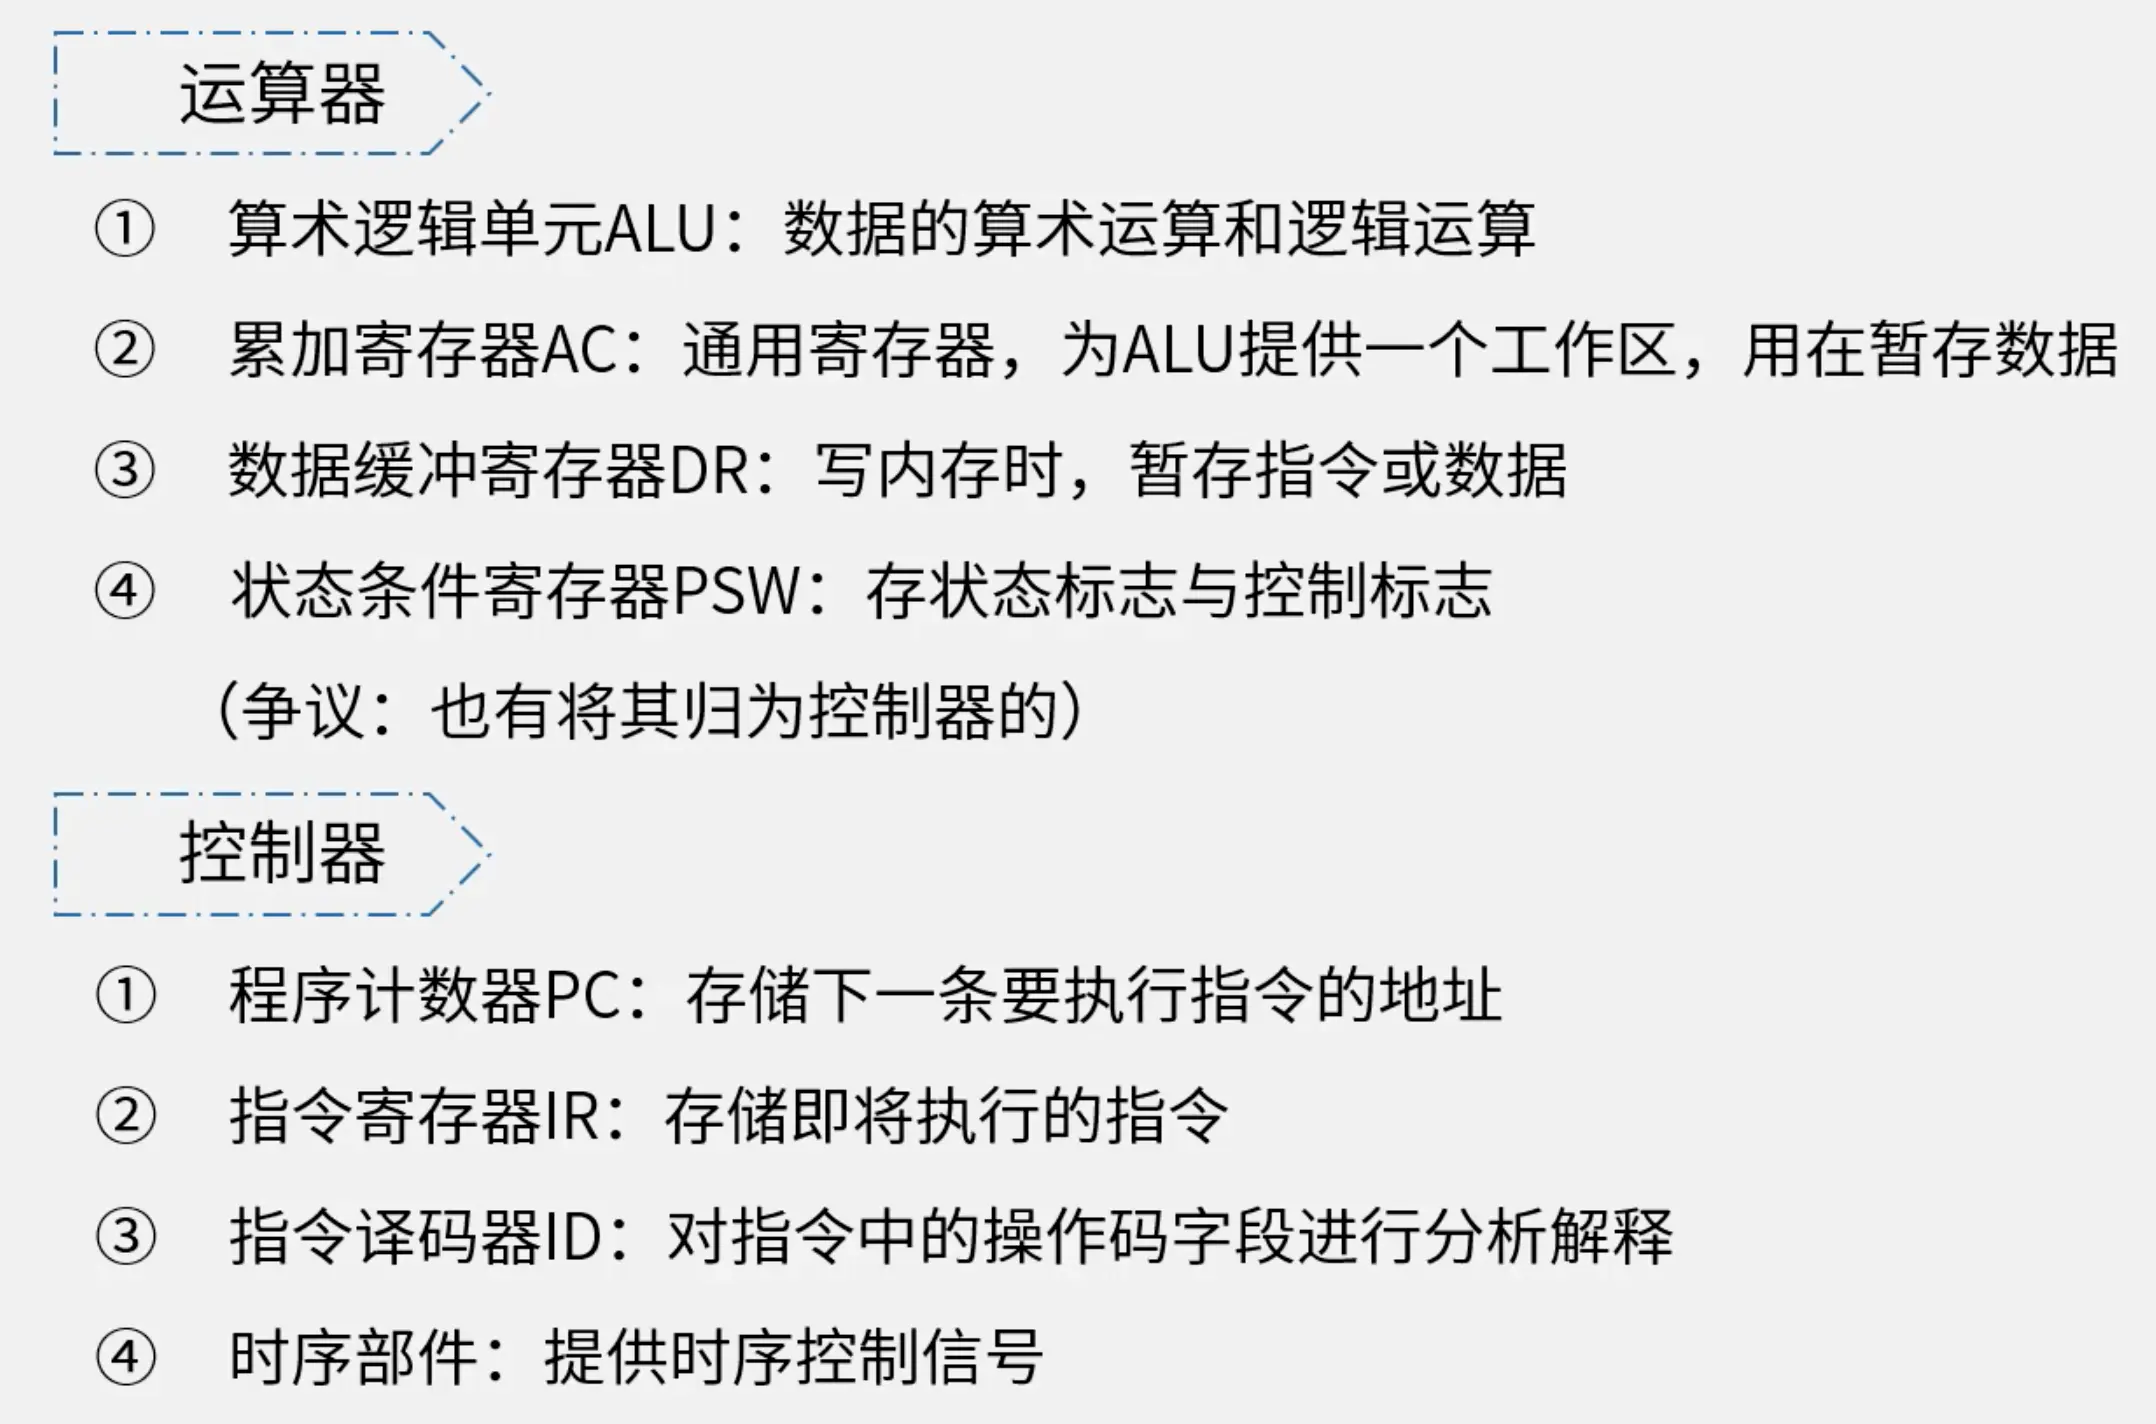 运算器
① 算术逻辑单元ALU：数据的算术运算和逻辑运算
② 累加寄存器AC：通用寄存器，为ALU提供一个工作区，用在暂存数据
③ 数据缓冲寄存器DR：写内存时，暂存指令或数据
④ 状态条件寄存器PSW：存状态标志与控制标志
（争议：也有将其归为控制器的）
控制器
① 程序计数器PC：存储下一条要执行指令的地址
② 指令寄存器IR：存储即将执行的指令
③ 指令译码器ID：对指令中的操作码字段进行分析解释
④ 时序部件：提供时序控制信号